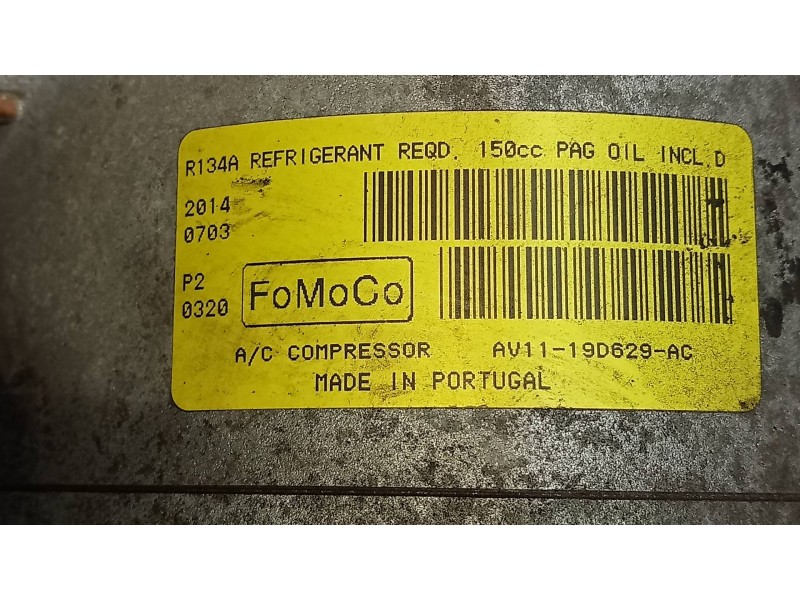 R134A REFRIGERANT REQD. 150cc PAG OIL INCL.D
2014
0703
P2
0320
FoMoCo
A/C COMPRESSOR AV11-19D629-AC
MADE IN PORTUGAL